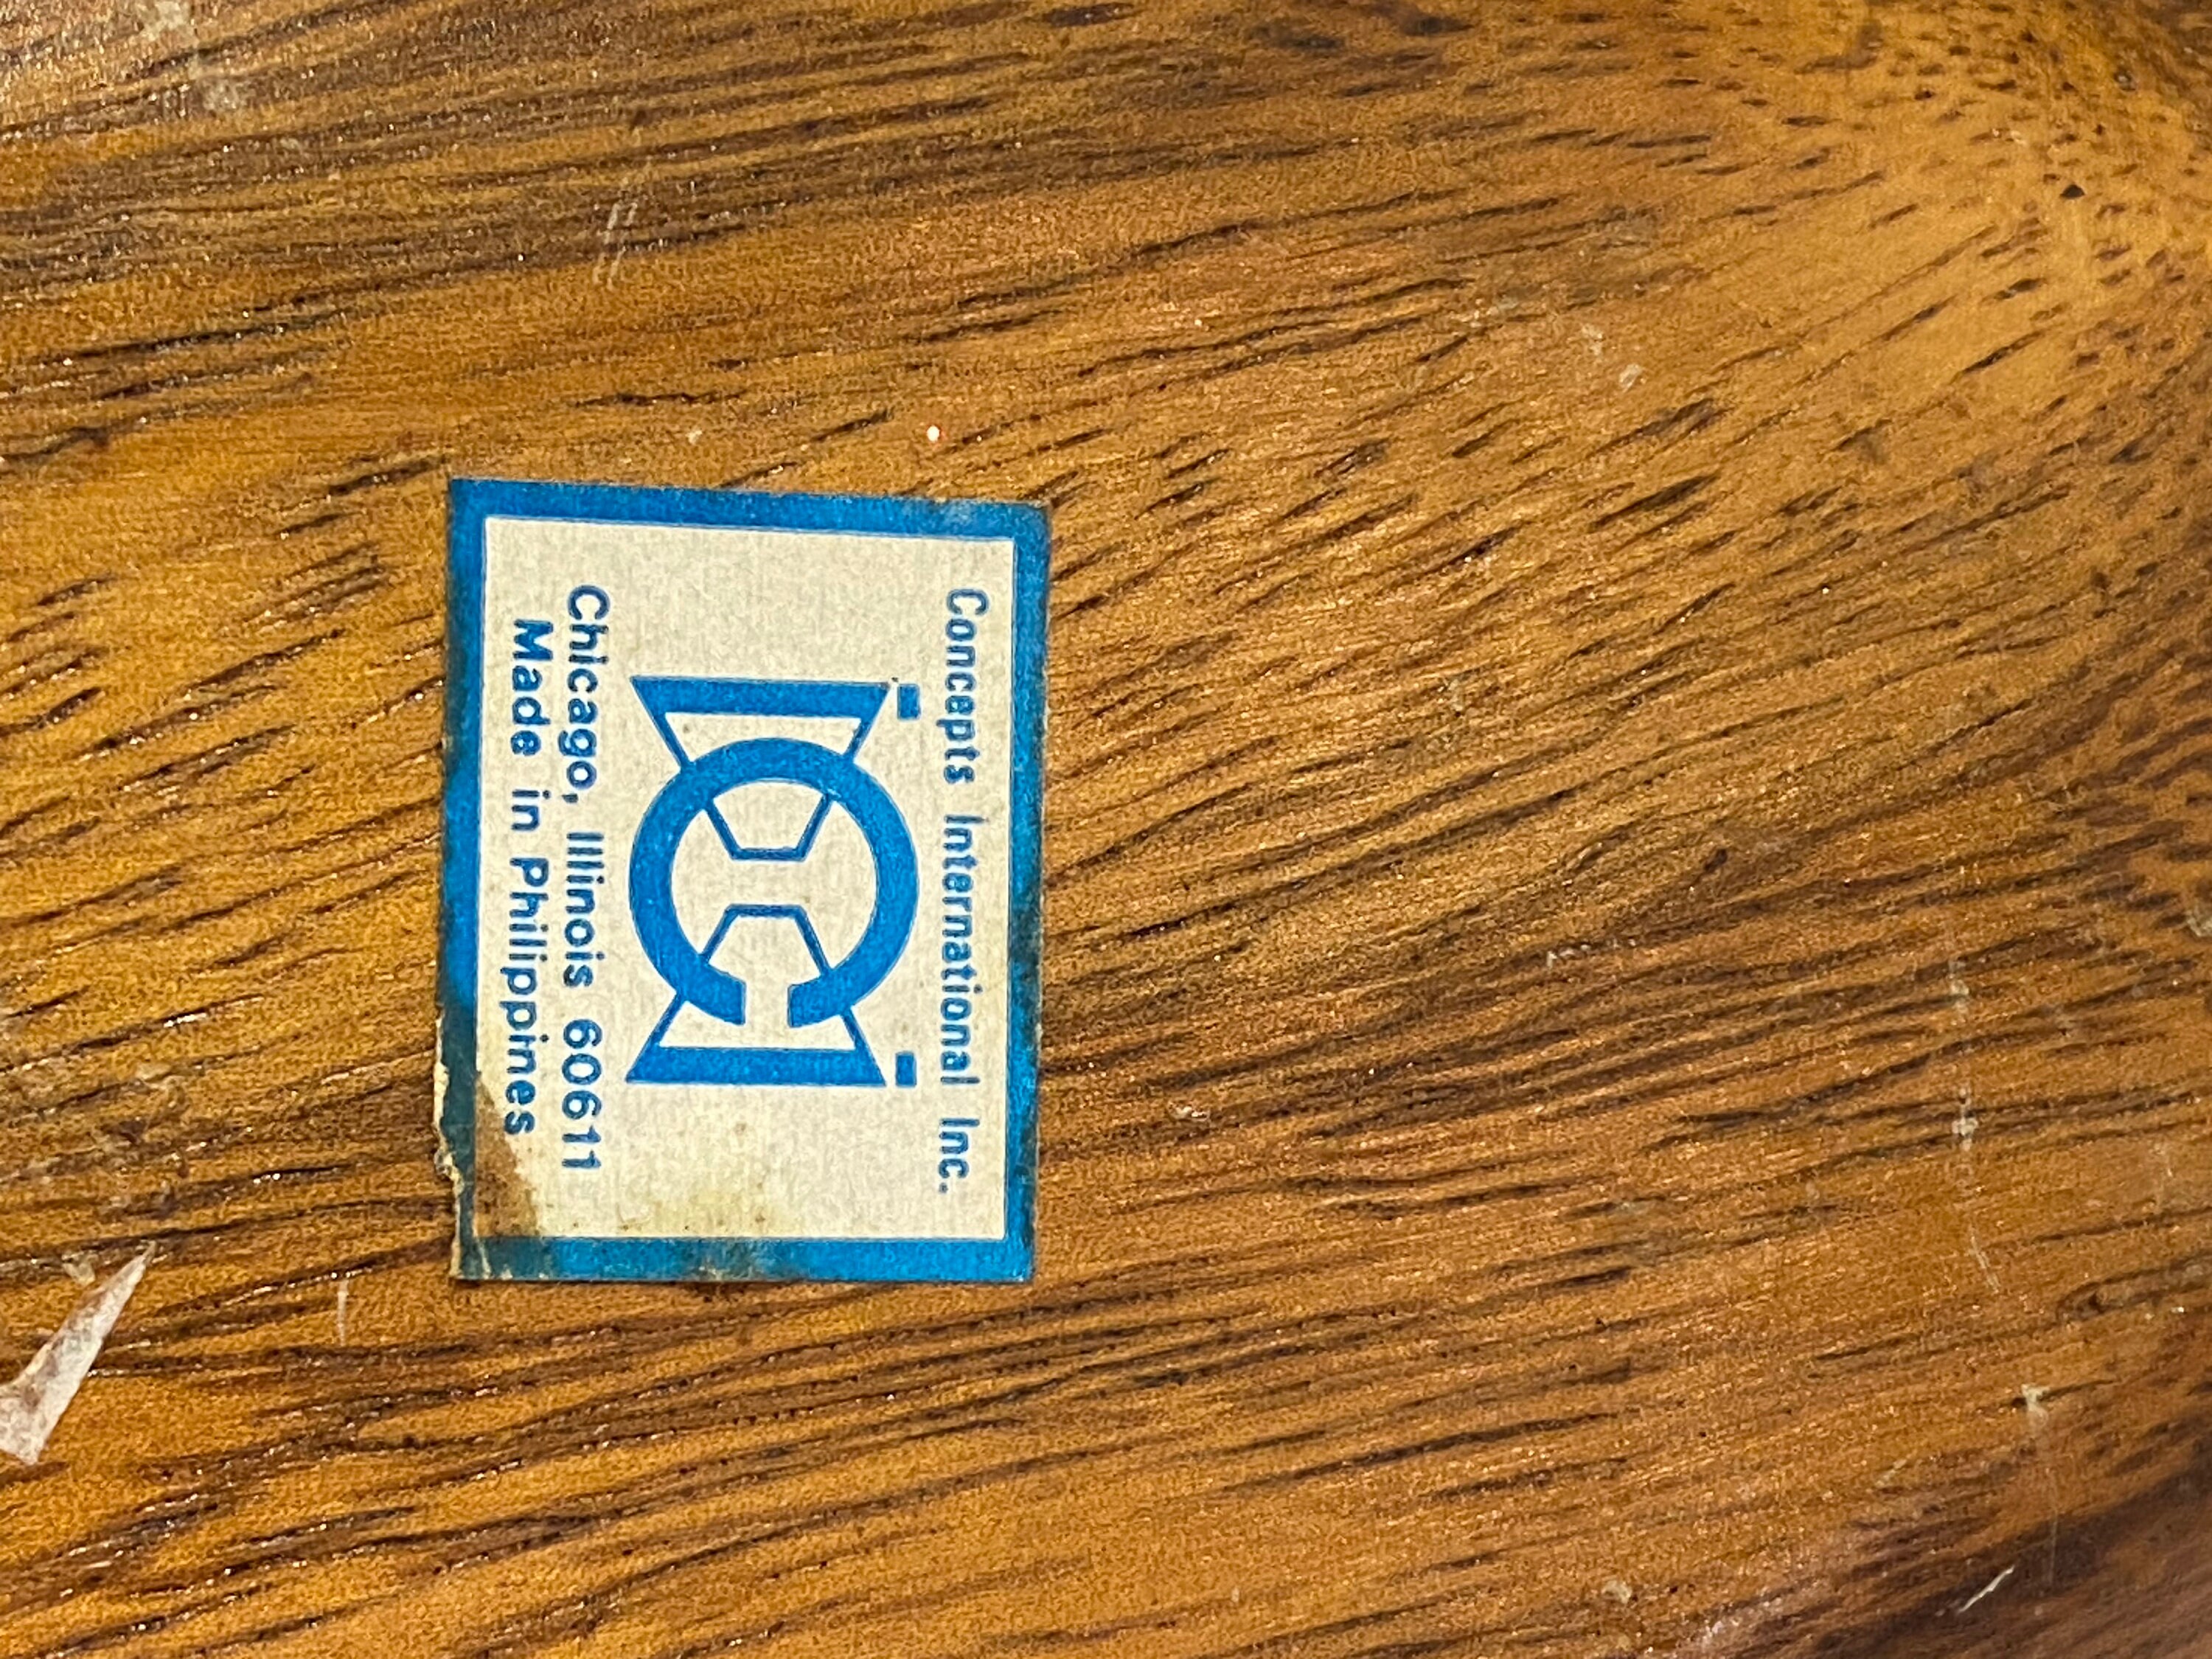 Concepts International Inc.
Chicago, Illinois 60611
Made in Philippines